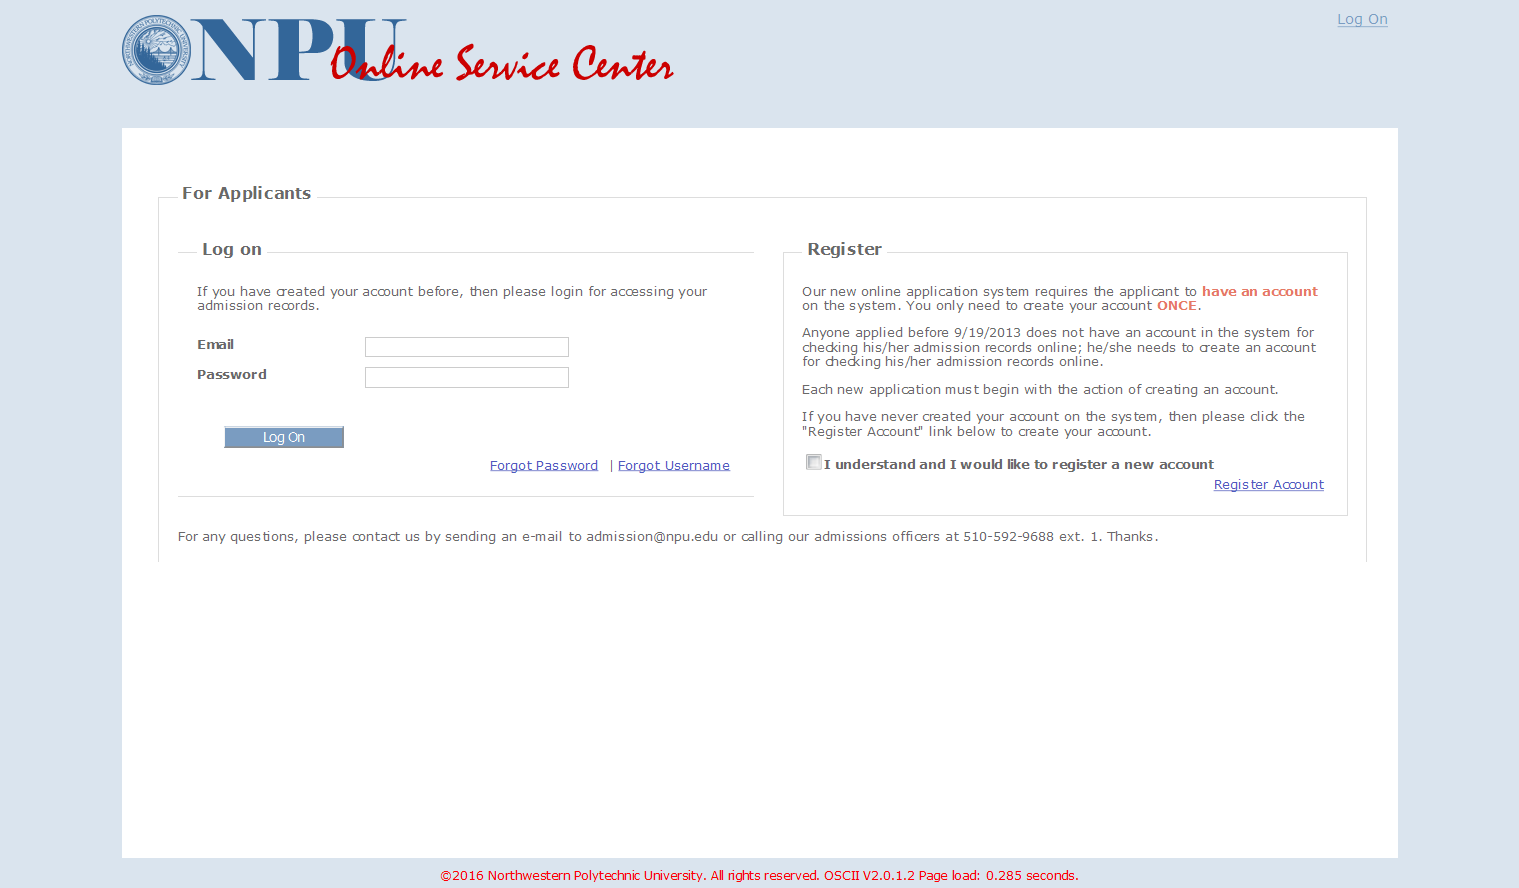 NPU Online Service Center
Log On
For Applicants
Log on
If you have created your account before, then please login for accessing your
admission records.
Email
Password
Log On
Forgot Password | Forgot Username
Register
Our new online application system requires the applicant to have an account
on the system. You only need to create your account ONCE.
Anyone applied before 9/19/2013 does not have an account in the system for
checking his/her admission records online; he/she needs to create an account
for checking his/her admission records online.
Each new application must begin with the action of creating an account.
If you have never created your account on the system, then please click the
"Register Account" link below to create your account.
I understand and I would like to register a new account
Register Account
For any questions, please contact us by sending an e-mail to admission@npu.edu or calling our admissions officers at 510-592-9688 ext. 1. Thanks.
©2016 Northwestern Polytechnic University. All rights reserved. OSCII V2.0.1.2 Page load: 0.285 seconds.